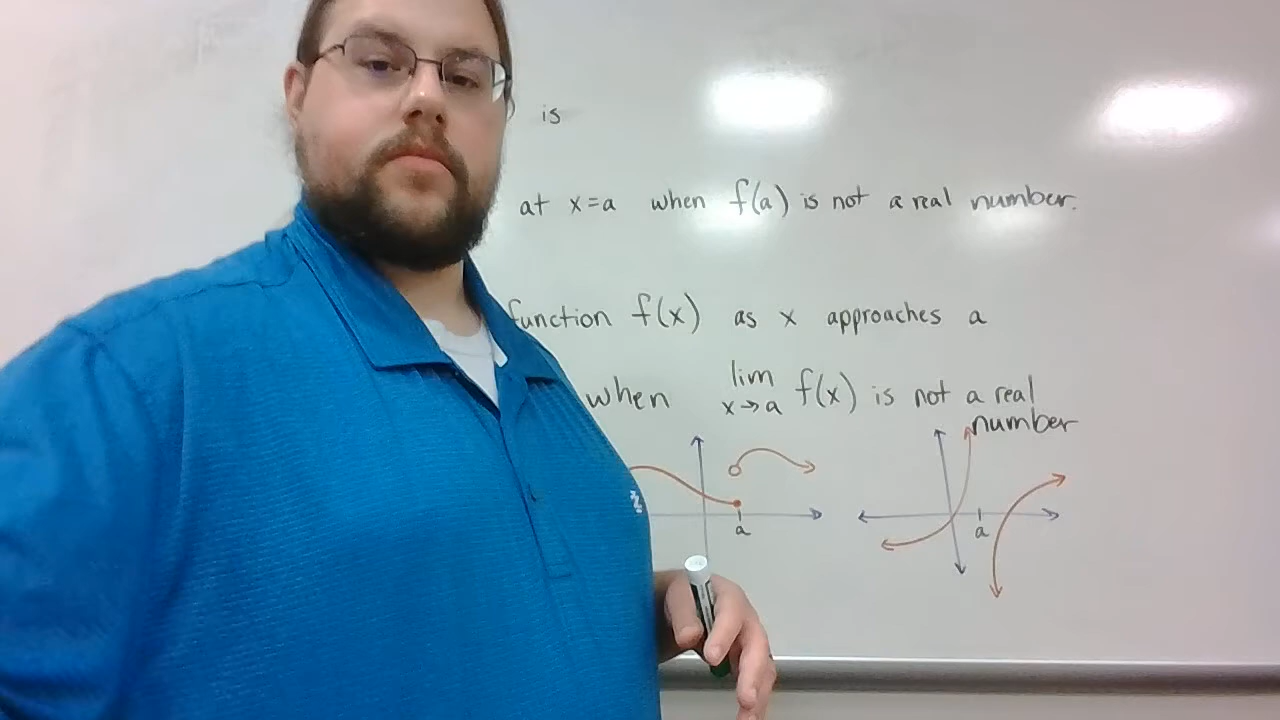 is
at x=a when f(a) is not a real number.
function f(x) as x approaches a
when lim x→a f(x) is not a real
number
a
a